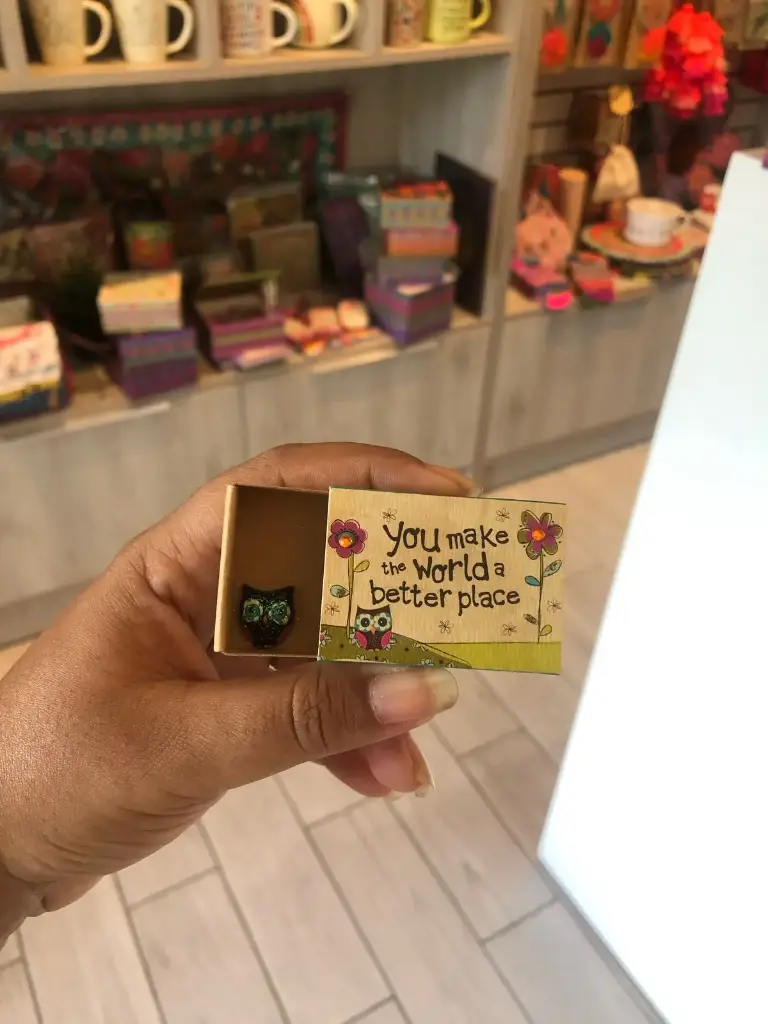 You make
the World a
better place